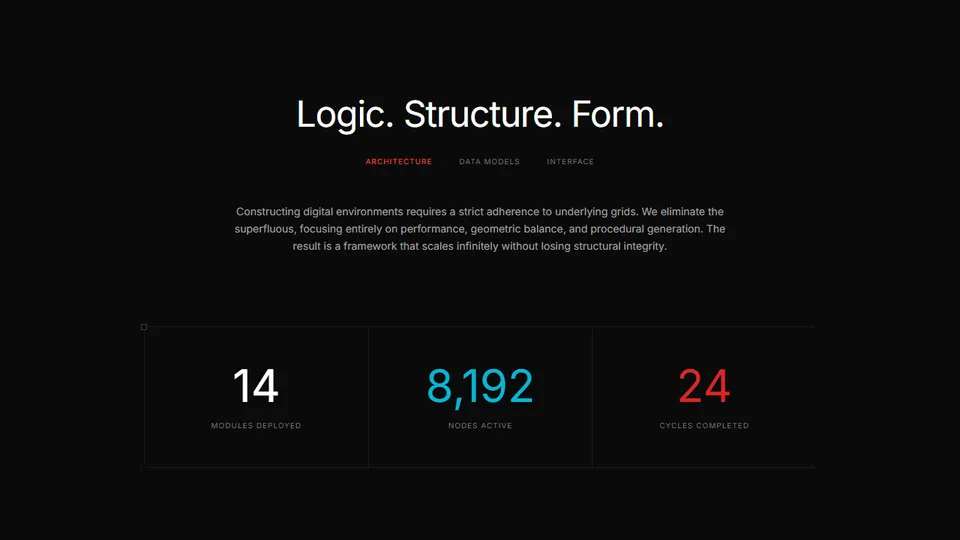 Logic. Structure. Form.
ARCHITECTURE DATA MODELS INTERFACE
Constructing digital environments requires a strict adherence to underlying grids. We eliminate the
superfluous, focusing entirely on performance, geometric balance, and procedural generation. The
result is a framework that scales infinitely without losing structural integrity.
14 8,192 24
MODULES DEPLOYED NODES ACTIVE CYCLES COMPLETED